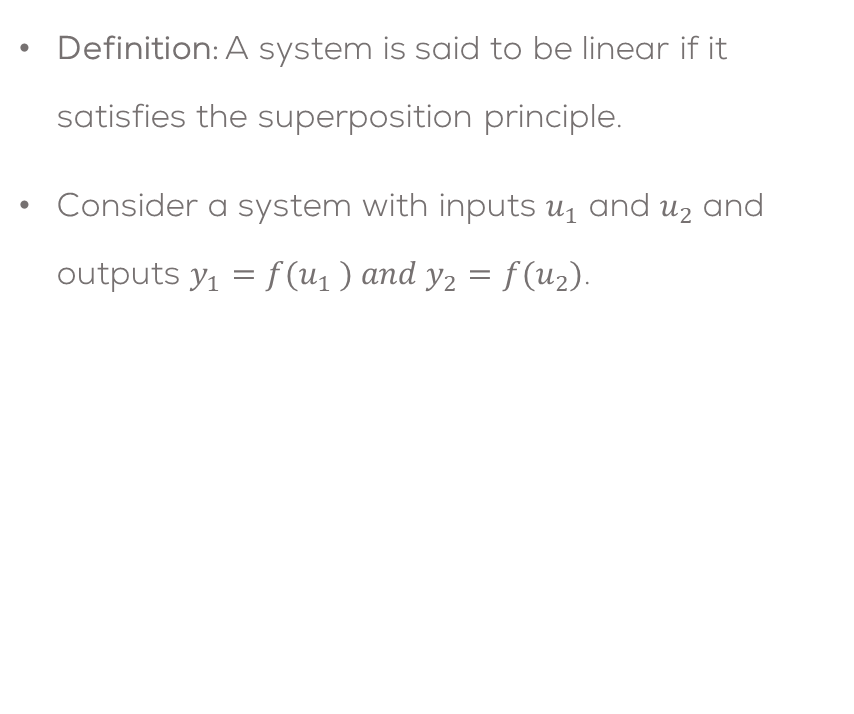 • Definition: A system is said to be linear if it
satisfies the superposition principle.
• Consider a system with inputs u₁ and u₂ and
outputs y₁ = f(u₁ ) and y₂ = f(u₂).